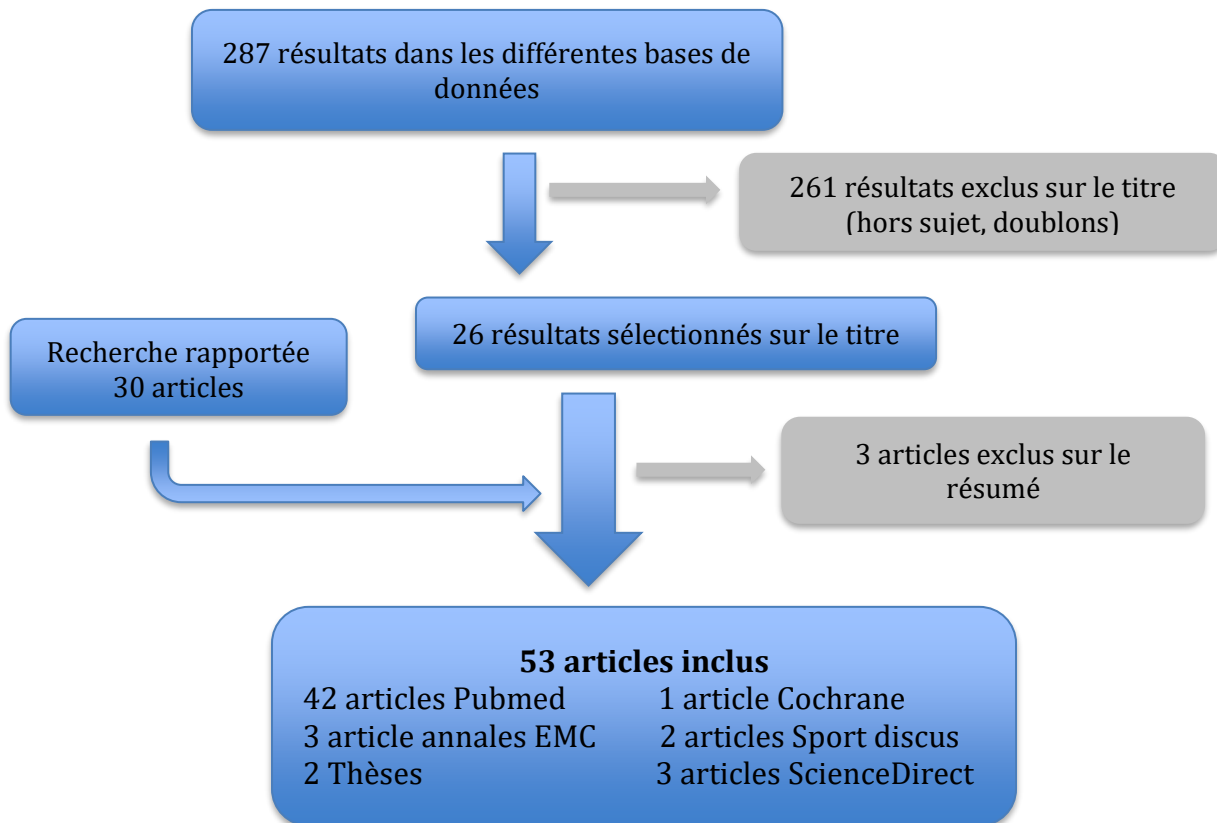 287 résultats dans les différentes bases de
données
261 résultats exclus sur le titre
(hors sujet, doublons)
26 résultats sélectionnés sur le titre
Recherche rapportée
30 articles
3 articles exclus sur le
résumé
53 articles inclus
42 articles Pubmed
1 article Cochrane
3 article annales EMC
2 articles Sport discus
2 Thèses
3 articles ScienceDirect